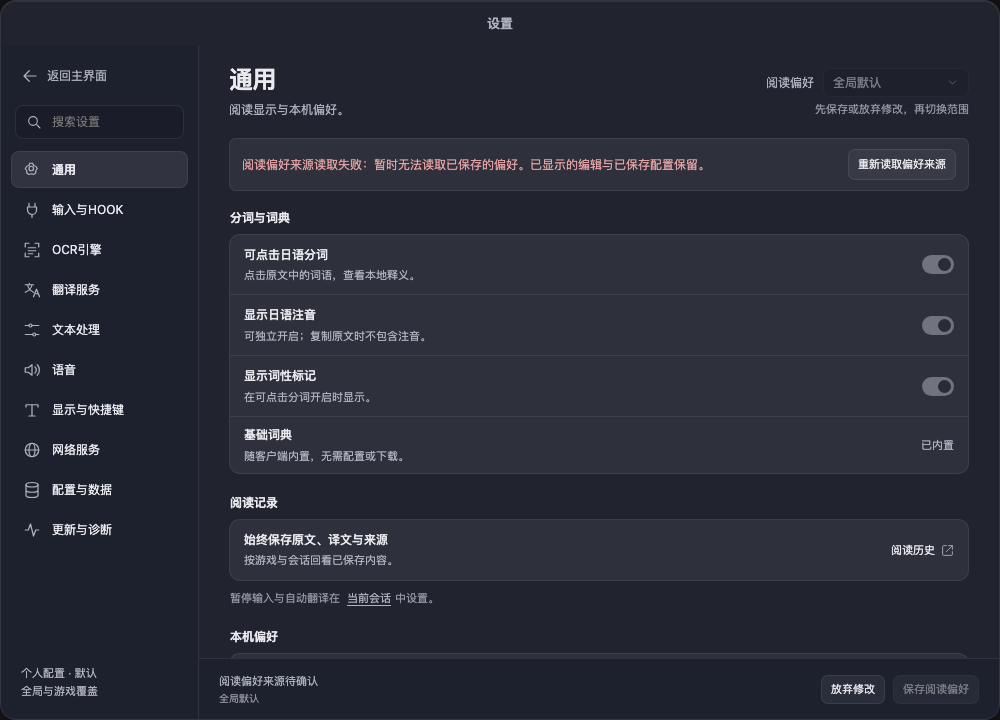 设置
返回主界面
搜索设置
通用
输入与HOOK
OCR引擎
翻译服务
文本处理
语音
显示与快捷键
网络服务
配置与数据
更新与诊断
个人配置 · 默认
全局与游戏覆盖
通用
阅读显示与本机偏好。
阅读偏好 全局默认
先保存或放弃修改，再切换范围
阅读偏好来源读取失败：暂时无法读取已保存的偏好。已显示的编辑与已保存配置保留。
重新读取偏好来源
分词与词典
可点击日语分词
点击原文中的词语，查看本地释义。
显示日语注音
可独立开启；复制原文时不包含注音。
显示词性标记
在可点击分词开启时显示。
基础词典
随客户端内置，无需配置或下载。
已内置
阅读记录
始终保存原文、译文与来源
按游戏与会话回看已保存内容。
阅读历史
暂停输入与自动翻译在 当前会话 中设置。
本机偏好
阅读偏好来源待确认
全局默认
放弃修改
保存阅读偏好